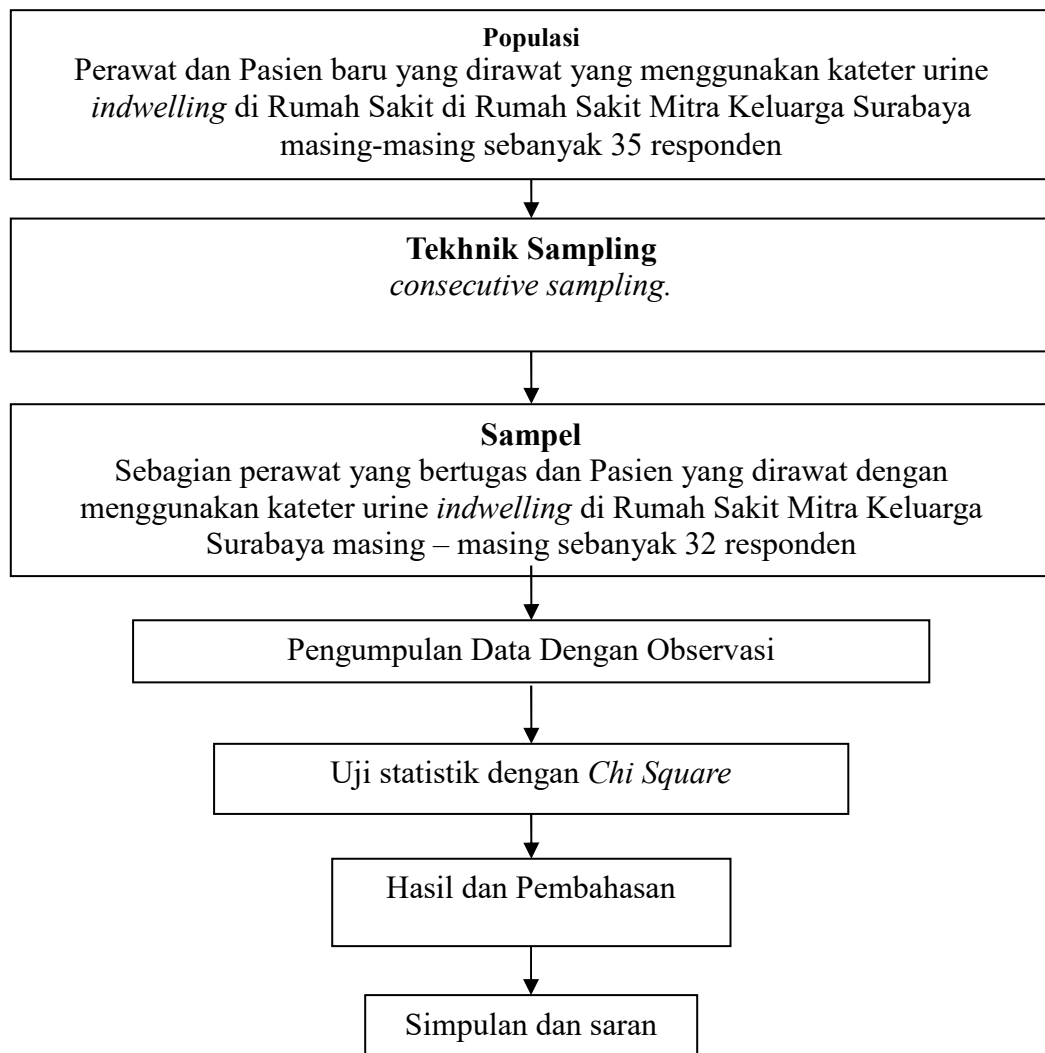 Populasi
Perawat dan Pasien baru yang dirawat yang menggunakan kateter urine
indwelling di Rumah Sakit di Rumah Sakit Mitra Keluarga Surabaya
masing-masing sebanyak 35 responden
Tekhnik Sampling
consecutive sampling.
Sampel
Sebagian perawat yang bertugas dan Pasien yang dirawat dengan
menggunakan kateter urine indwelling di Rumah Sakit Mitra Keluarga
Surabaya masing – masing sebanyak 32 responden
Pengumpulan Data Dengan Observasi
Uji statistik dengan Chi Square
Hasil dan Pembahasan
Simpulan dan saran